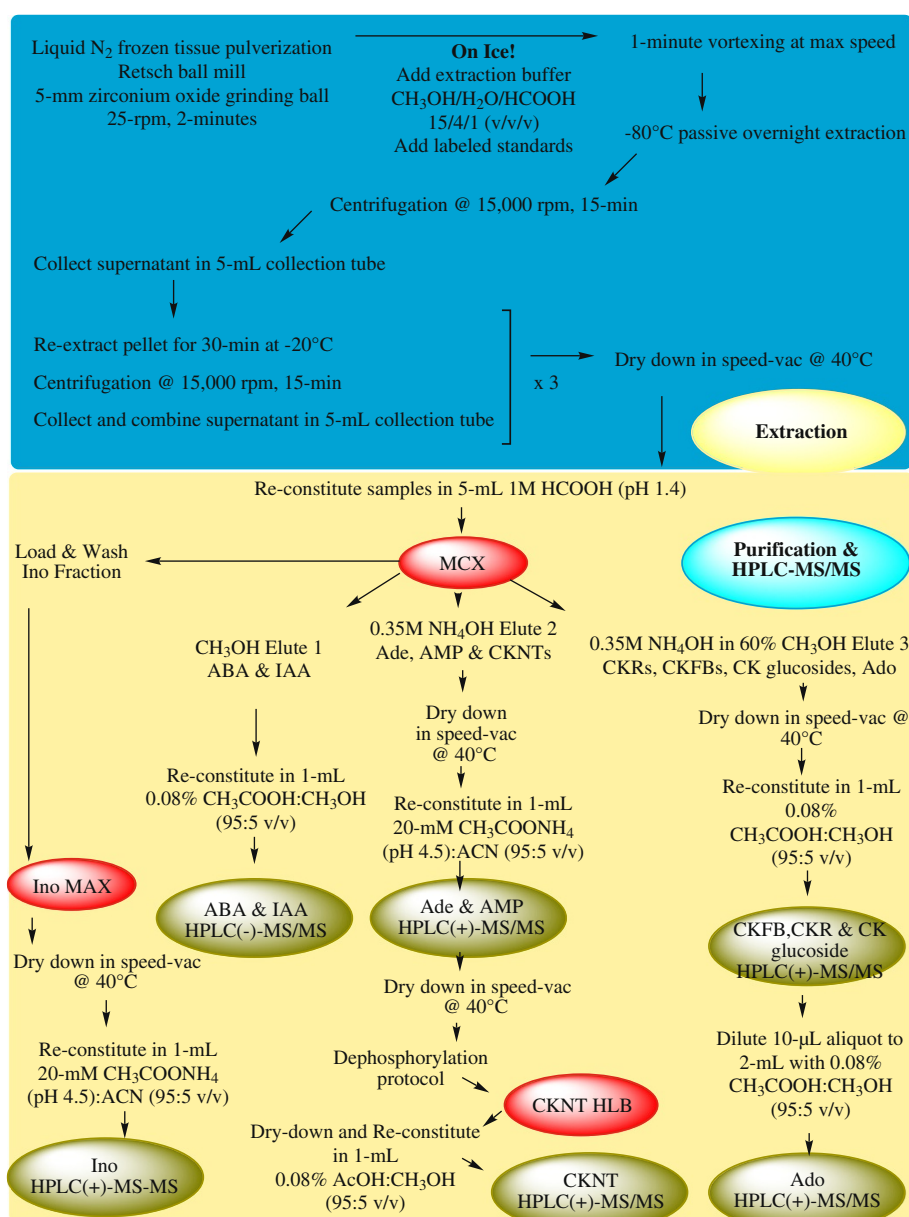 Liquid N₂ frozen tissue pulverization
Retsch ball mill
5-mm zirconium oxide grinding ball
25-rpm, 2-minutes
On Ice!
Add extraction buffer
CH₃OH/H₂O/HCOOH
15/4/1 (v/v/v)
Add labeled standards
1-minute vortexing at max speed
-80°C passive overnight extraction
Centrifugation @ 15,000 rpm, 15-min
Collect supernatant in 5-mL collection tube
Re-extract pellet for 30-min at -20°C
Centrifugation @ 15,000 rpm, 15-min
Collect and combine supernatant in 5-mL collection tube
x 3
Dry down in speed-vac @ 40°C
Extraction
Re-constitute samples in 5-mL 1M HCOOH (pH 1.4)
Load & Wash
Ino Fraction
MCX
Purification &
HPLC-MS/MS
CH₃OH Elute 1
ABA & IAA
0.35M NH₄OH Elute 2
Ade, AMP & CKNTs
0.35M NH₄OH in 60% CH₃OH Elute 3
CKRs, CKFBs, CK glucosides, Ado
Dry down
in speed-vac
@ 40°C
Dry down in speed-vac @
40°C
Re-constitute in 1-mL
0.08% CH₃COOH:CH₃OH
(95:5 v/v)
Re-constitute in 1-mL
20-mM CH₃COONH₄
(pH 4.5):ACN (95:5 v/v)
Re-constitute in 1-mL
0.08%
CH₃COOH:CH₃OH
(95:5 v/v)
Ino MAX
ABA & IAA
HPLC(-)-MS/MS
Ade & AMP
HPLC(+)-MS/MS
CKFB,CKR & CK
glucoside
HPLC(+)-MS/MS
Dry down in speed-vac
@ 40°C
Dry down in speed-vac
@ 40°C
Re-constitute in 1-mL
20-mM CH₃COONH₄
(pH 4.5):ACN (95:5 v/v)
Dephosphorylation
protocol
Dilute 10-µL aliquot to
2-mL with 0.08%
CH₃COOH:CH₃OH
(95:5 v/v)
CKNT HLB
Dry-down and Re-constitute
in 1-mL
0.08% AcOH:CH₃OH
(95:5 v/v)
Ino
HPLC(+)-MS-MS
CKNT
HPLC(+)-MS/MS
Ado
HPLC(+)-MS/MS